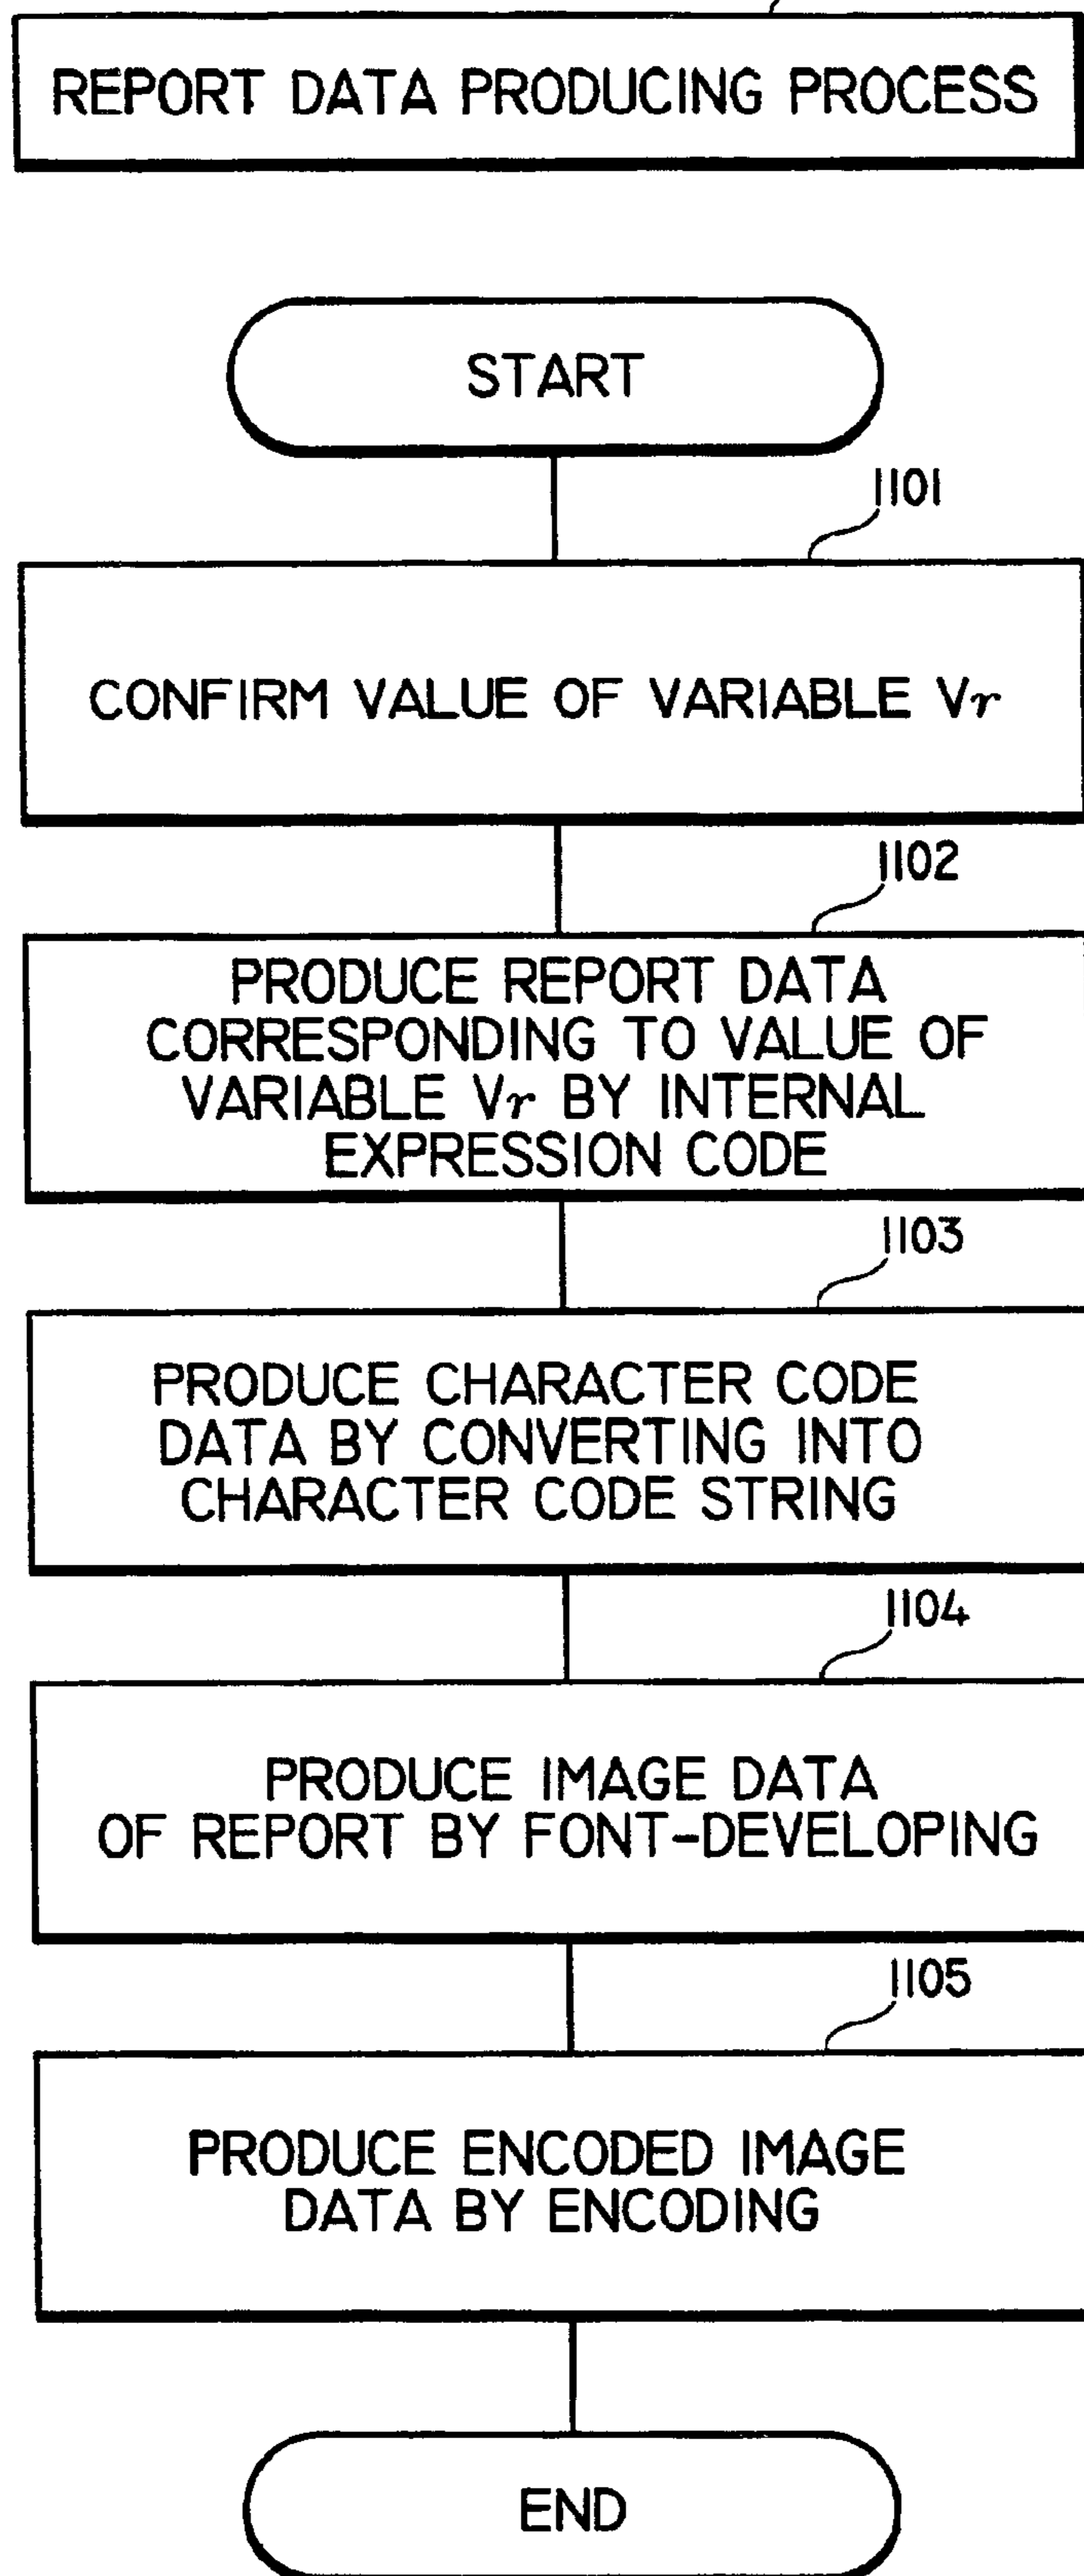 REPORT DATA PRODUCING PROCESS
START
1101
CONFIRM VALUE OF VARIABLE Vr
1102
PRODUCE REPORT DATA
CORRESPONDING TO VALUE OF
VARIABLE Vr BY INTERNAL
EXPRESSION CODE
1103
PRODUCE CHARACTER CODE
DATA BY CONVERTING INTO
CHARACTER CODE STRING
1104
PRODUCE IMAGE DATA
OF REPORT BY FONT-DEVELOPING
1105
PRODUCE ENCODED IMAGE
DATA BY ENCODING
END